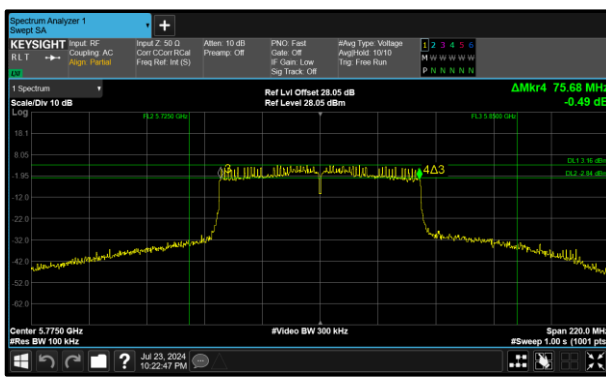 Spectrum Analyzer 1
Swept SA
KEYSIGHT
RLT
Input: RF
Coupling: AC
Align: Partial
Input Z: 50 Ω
Corr CCorr RCal
Freq Ref: Int (S)
Atten: 10 dB
Preamp: Off
PNO: Fast
Gate: Off
IF Gain: Low
Sig Track: Off
#Avg Type: Voltage
Avg|Hold: 10/10
Trig: Free Run
1 2 3 4 5 6
M W W W W W
P N N N N N
1 Spectrum
Scale/Div 10 dB
Ref Lvl Offset 28.05 dB
Ref Level 28.05 dBm
ΔMkr4 75.68 MHz
-0.49 dB
Log
FL2 5.7250 GHz
FL3 5.8500 GHz
18.1
8.05
DL1 3.16 dBm
-1.95
3
4Δ3
DL2 -2.84 dBm
-12.0
-22.0
-32.0
-42.0
-52.0
-62.0
Center 5.7750 GHz
#Video BW 300 kHz
Span 220.0 MHz
#Res BW 100 kHz
#Sweep 1.00 s (1001 pts
?
Jul 23, 2024
10:22:47 PM